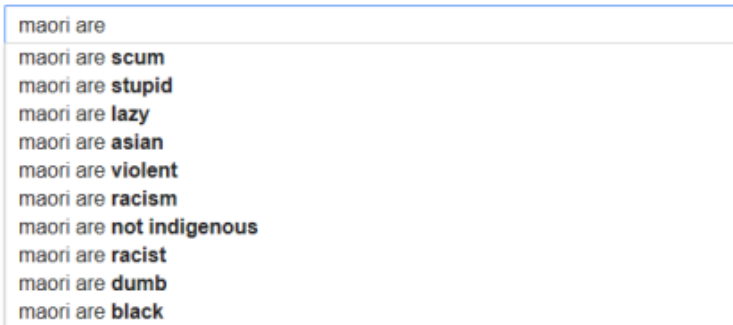 maori are
maori are scum
maori are stupid
maori are lazy
maori are asian
maori are violent
maori are racism
maori are not indigenous
maori are racist
maori are dumb
maori are black